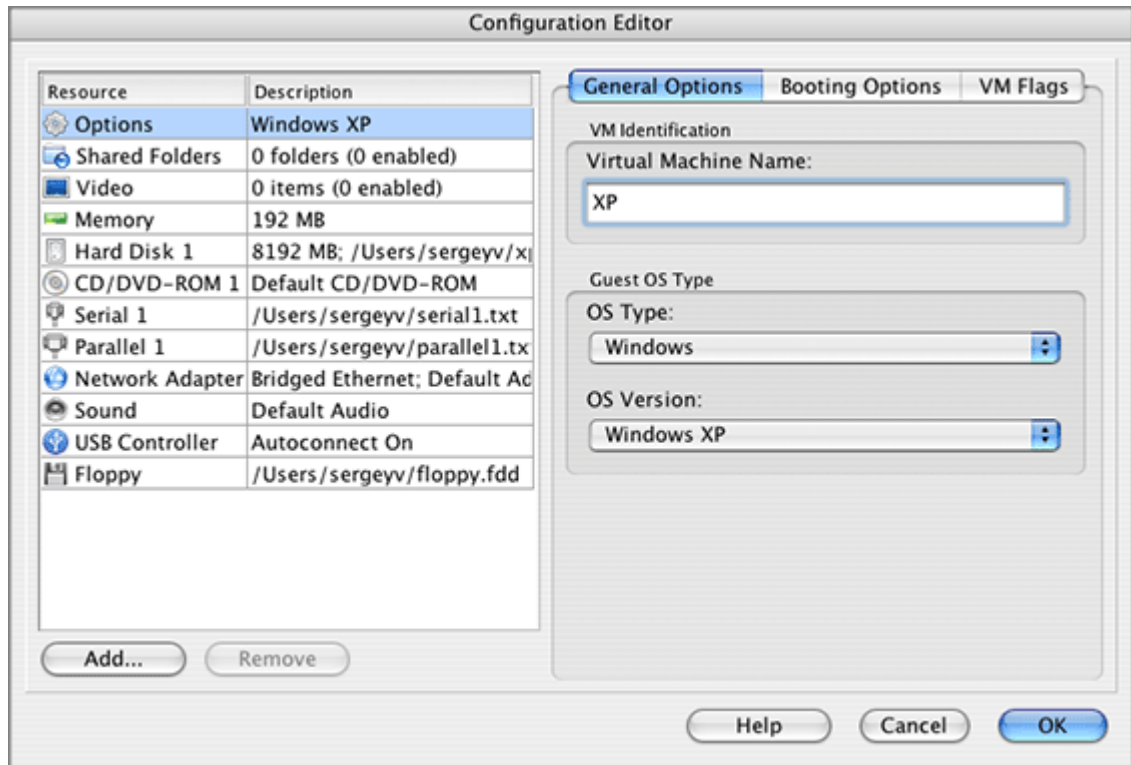 Configuration Editor
Resource Description
Options Windows XP
Shared Folders 0 folders (0 enabled)
Video 0 items (0 enabled)
Memory 192 MB
Hard Disk 1 8192 MB; /Users/sergeyv/x
CD/DVD-ROM 1 Default CD/DVD-ROM
Serial 1 /Users/sergeyv/serial1.txt
Parallel 1 /Users/sergeyv/parallel1.tx
Network Adapter Bridged Ethernet; Default Ad
Sound Default Audio
USB Controller Autoconnect On
Floppy /Users/sergeyv/floppy.fdd
Add... Remove
General Options Booting Options VM Flags
VM Identification
Virtual Machine Name:
XP
Guest OS Type
OS Type:
Windows
OS Version:
Windows XP
Help Cancel OK